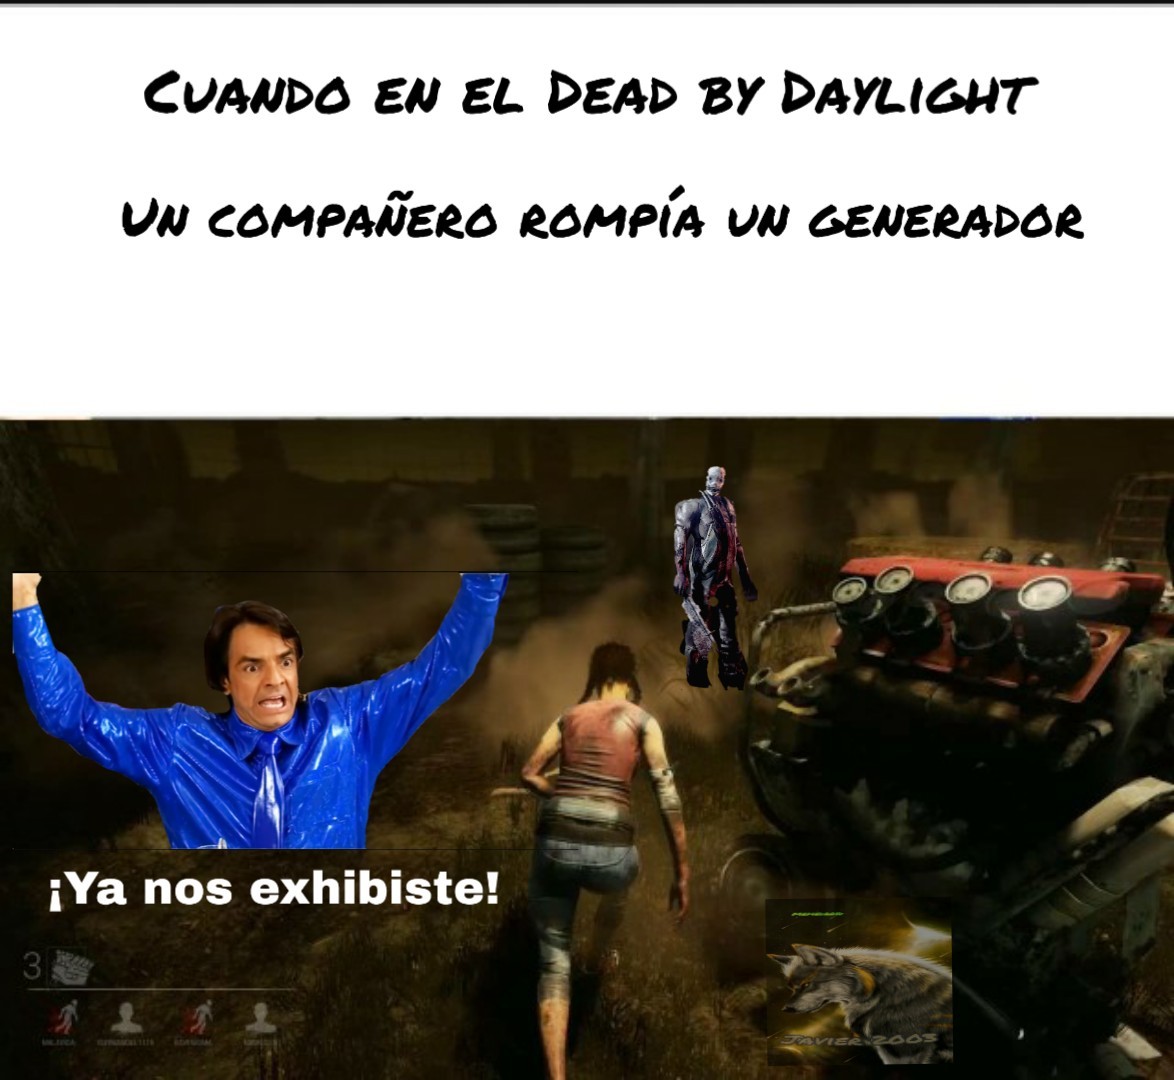 Cuando en el Dead by Daylight
Un compañero rompía un generador
¡Ya nos exhibiste!
3
Javier 2003